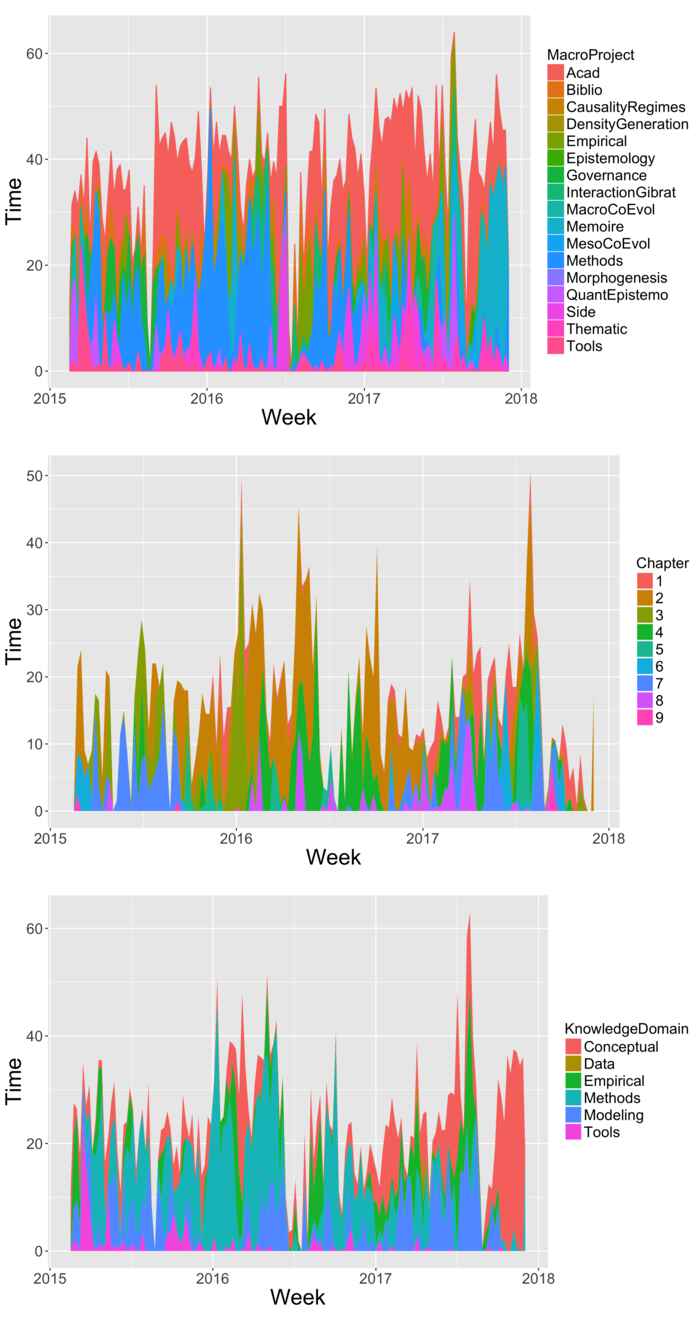 60
40
20
0
Time
2015
2016
2017
2018
Week
MacroProject
Acad
Biblio
CausalityRegimes
DensityGeneration
Empirical
Epistemology
Governance
InteractionGibrat
MacroCoEvol
Memoire
MesoCoEvol
Methods
Morphogenesis
QuantEpistemo
Side
Thematic
Tools
50
40
30
20
10
0
Time
2015
2016
2017
2018
Week
Chapter
1
2
3
4
5
6
7
8
9
60
40
20
0
Time
2015
2016
2017
2018
Week
KnowledgeDomain
Conceptual
Data
Empirical
Methods
Modeling
Tools